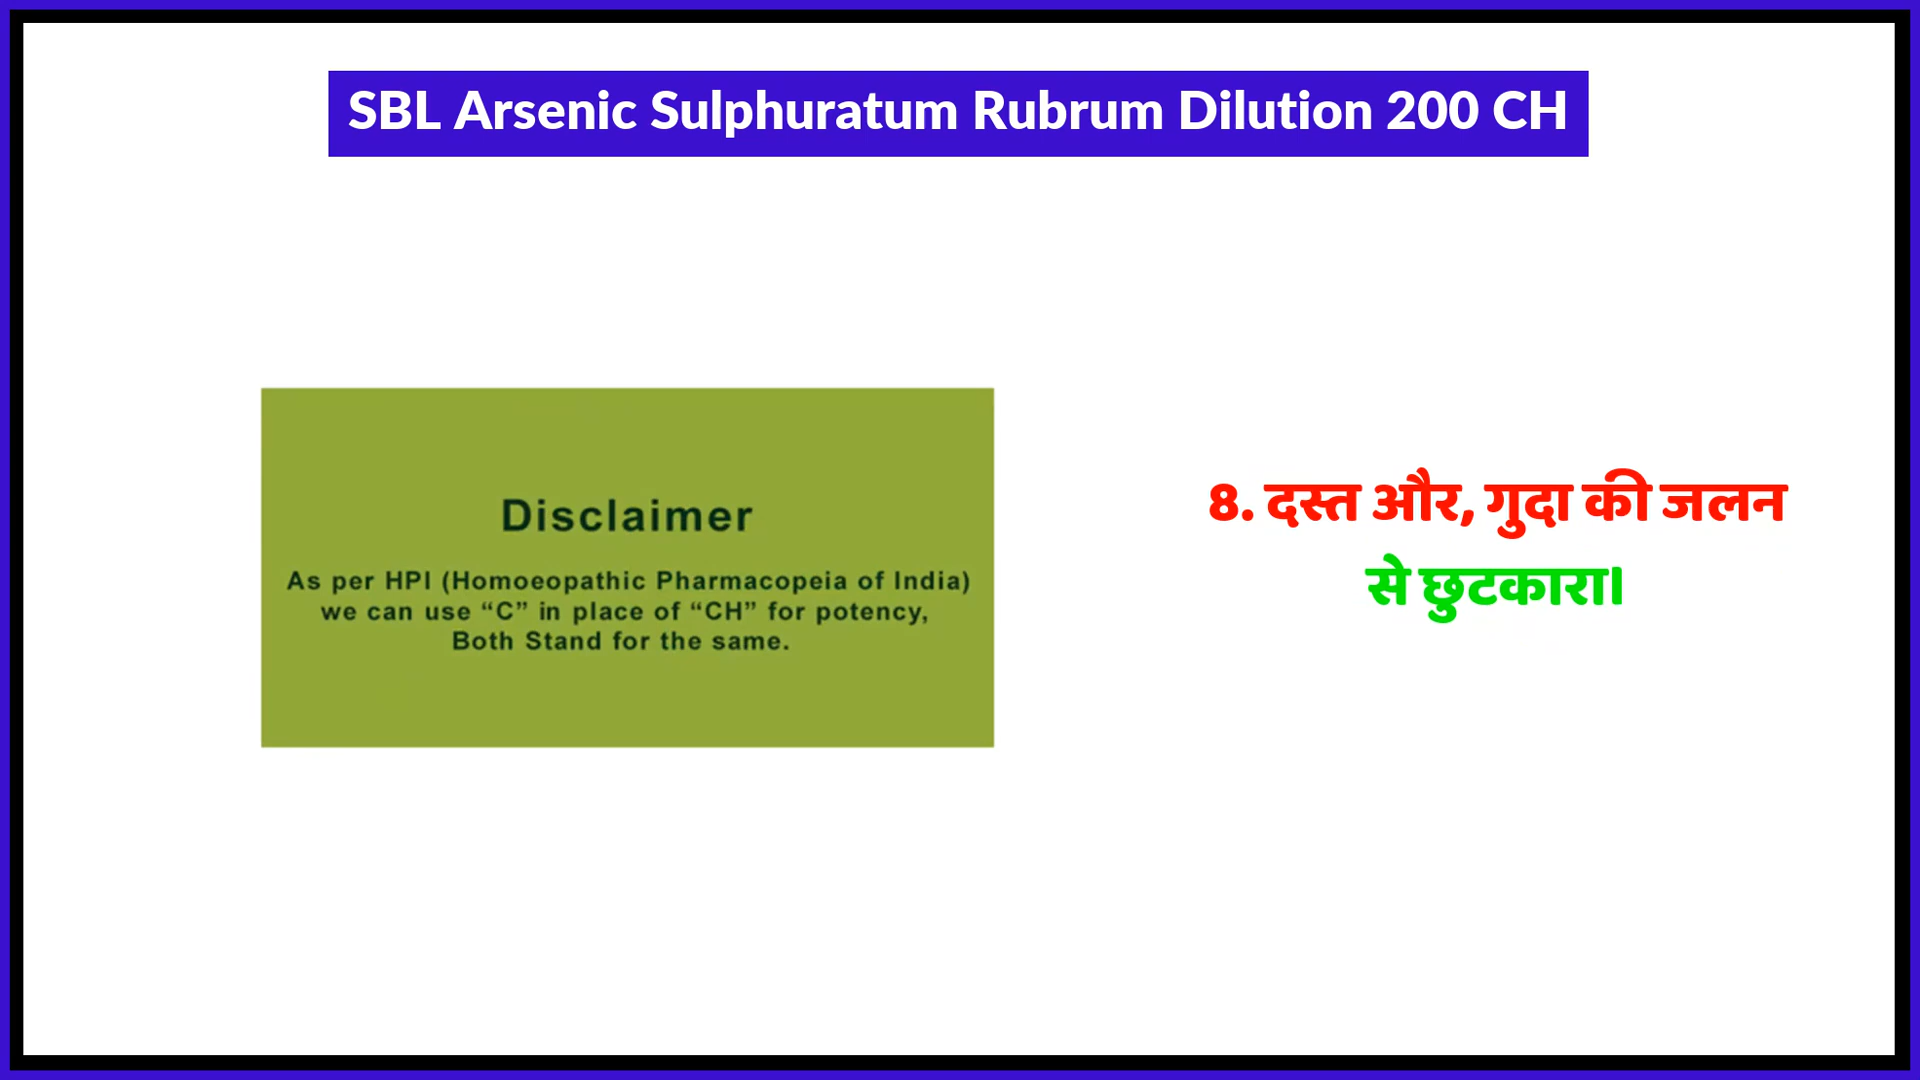 SBL Arsenic Sulphuratum Rubrum Dilution 200 CH
Disclaimer
As per HPI (Homoeopathic Pharmacopeia of India)
we can use “C” in place of “CH” for potency,
Both Stand for the same.
8. दस्त और, गुदा की जलन
से छुटकारा।